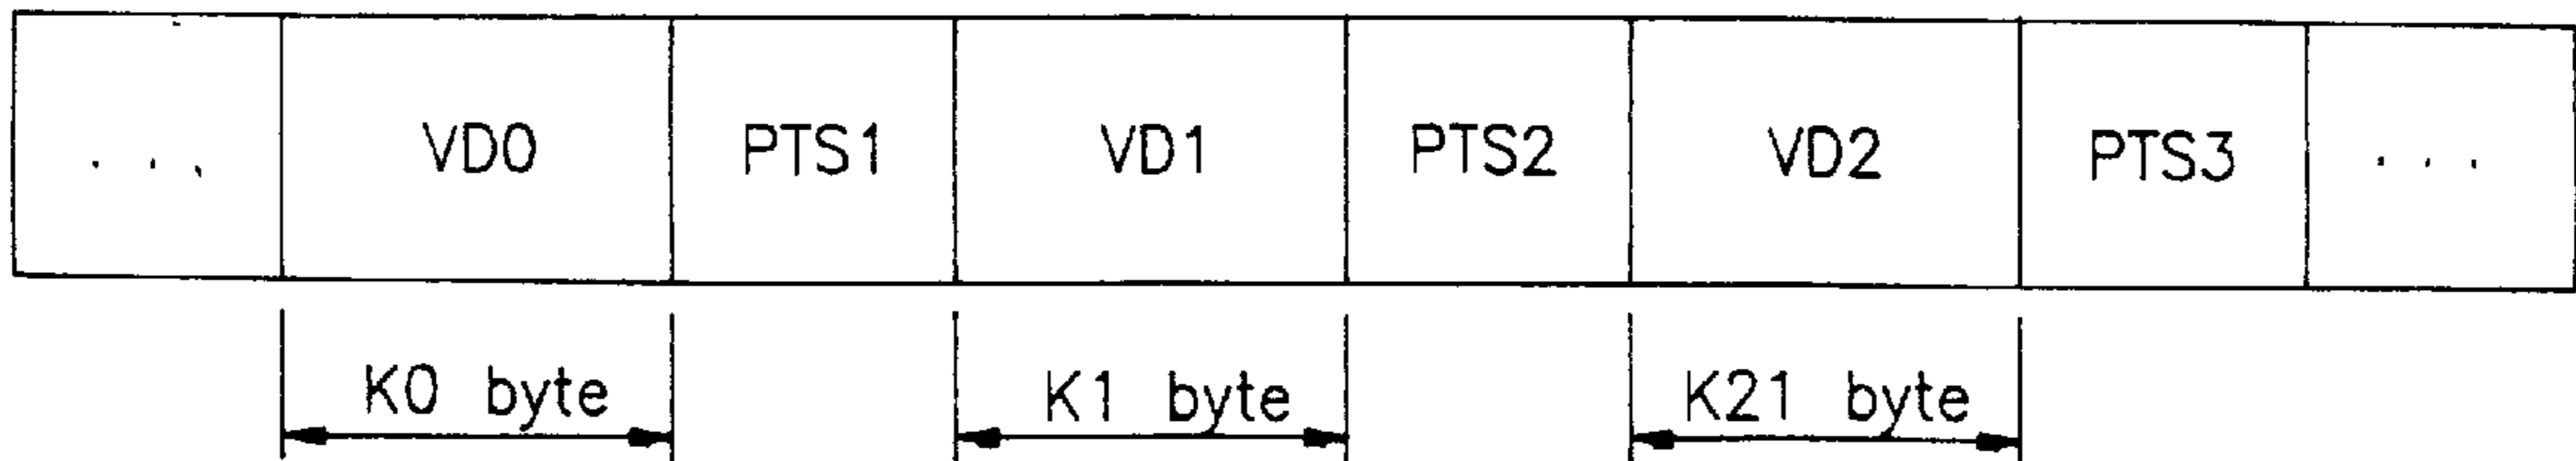 . . . VD0 PTS1 VD1 PTS2 VD2 PTS3 . . .
K0 byte K1 byte K21 byte